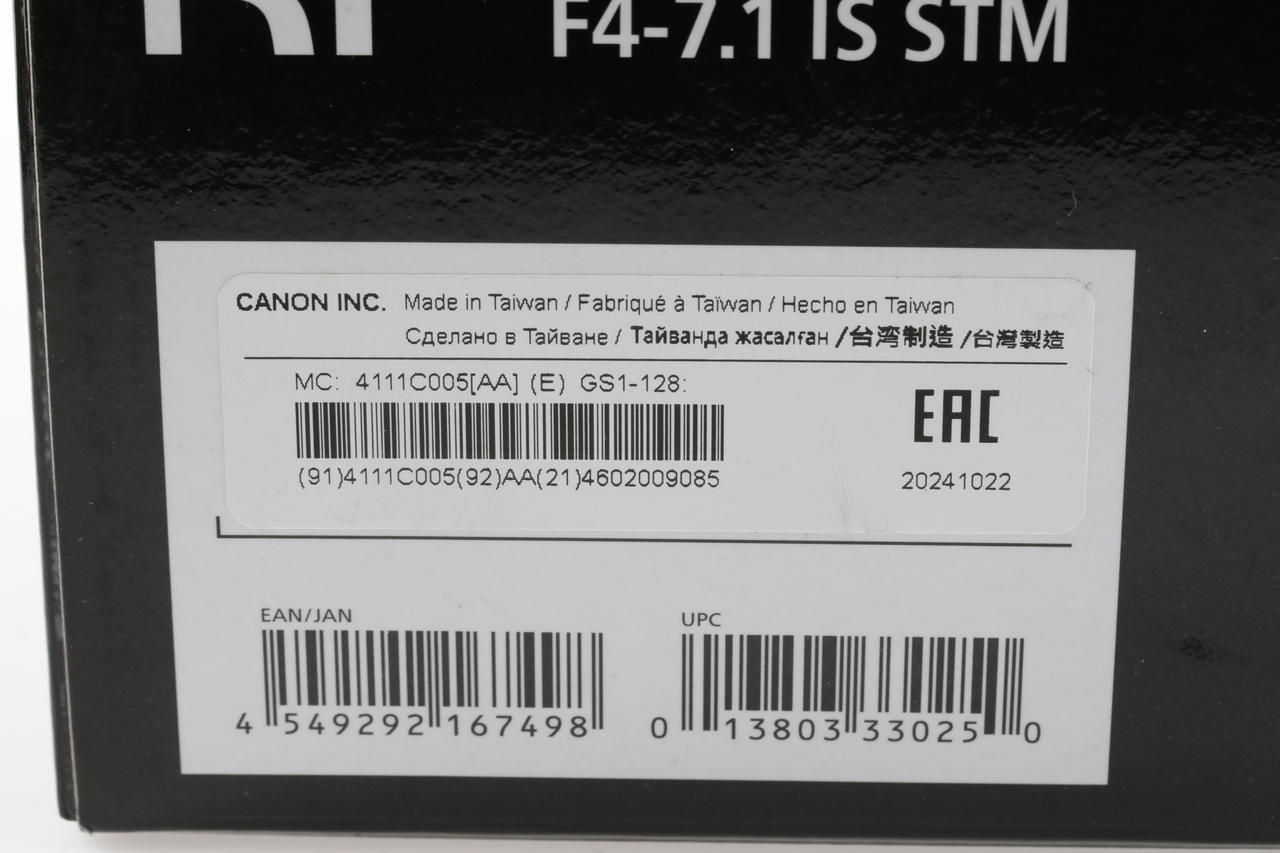 F4-7.1 IS STM
CANON INC. Made in Taiwan / Fabriqué à Taïwan / Hecho en Taiwan
Сделано в Тайване / Тайванда жасалған /台湾制造 /台灣製造
MC: 4111C005[AA] (E) GS1-128:
EAC
(91)4111C005(92)AA(21)4602009085
20241022
EAN/JAN
UPC
4 549292 167498
0 13803 33025 0